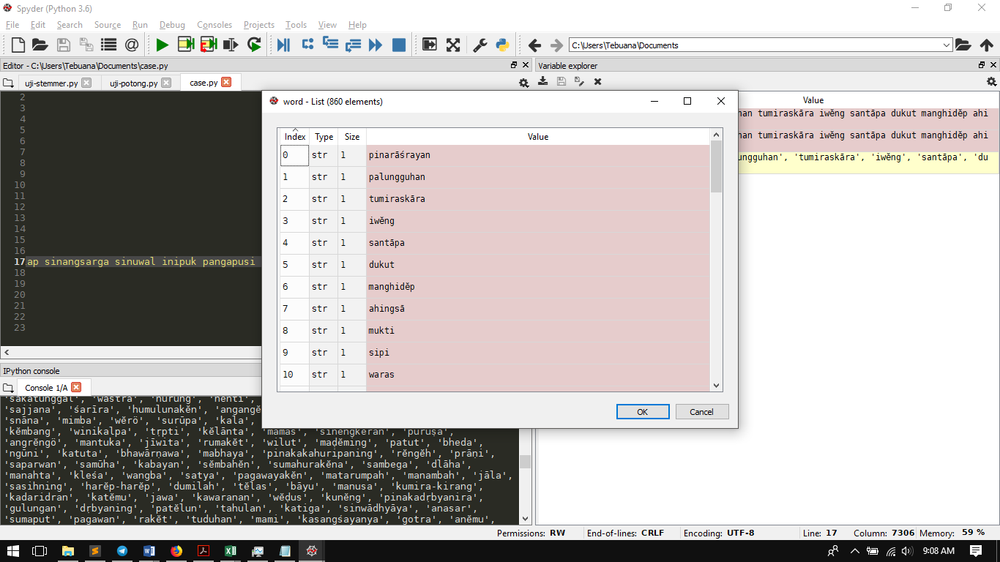 Spyder (Python 3.6)
File Edit Search Source Run Debug Consoles Projects Tools View Help
C:\Users\Tebuana\Documents
Editor - C:\Users\Tebuana\Documents\case.py
Variable explorer
uji-stemmer.py uji-potong.py case.py
word - List (860 elements)
Value
han tumiraskāra iwĕng santāpa dukut manghidĕp ahi
han tumiraskāra iwĕng santāpa dukut manghidĕp ahi
ungguhan', 'tumiraskāra', 'iwĕng', 'santāpa', 'du
Index Type Size Value
0 str 1 pinarāśrayan
1 str 1 palungguhan
2 str 1 tumiraskāra
3 str 1 iwĕng
4 str 1 santāpa
5 str 1 dukut
6 str 1 manghidĕp
7 str 1 ahingsā
8 str 1 mukti
9 str 1 sipi
10 str 1 waras
OK Cancel
2
3
4
5
6
7
8
9
10
11
12
13
14
15
16
17 ap sinangsarga sinuwal inipuk pangapusi
18
19
20
21
22
23
IPython console
Console 1/A
'sakatunggal', 'wastra', 'hurung', 'henti',
'sajjana', 'śarīra', 'humulunakĕn',
'snāna', 'mimba', 'wĕrö', 'surūpa', 'kala',
'kĕmbang', 'winikalpa', 'tṛpti', 'kĕlānta', 'mamas', 'sinĕngkĕran', 'puruṣa',
'angrĕngö', 'mantuka', 'jīwita', 'rumakĕt', 'wilut', 'maḍĕming', 'patut', 'bheda',
'ngūni', 'katuta', 'bhawārṇawa', 'mabhaya', 'pinakakahuripaning', 'rĕngĕh', 'prāṇi',
'saparwan', 'samūha', 'kabayan', 'sĕmbahĕn', 'sumahurakĕna', 'sambega', 'dlāha',
'manahta', 'kleśa', 'wangba', 'satya', 'pagawayakĕn', 'matarumpah', 'manambah', 'jāla',
'sasihning', 'harĕp-harĕp', 'dumilah', 'tĕlas', 'bāyu', 'manusa', 'kumira-kirang',
'kadaridran', 'katĕmu', 'jawa', 'kawaranan', 'wĕḍus', 'kunĕng', 'pinakadṛbyanira',
'gulungan', 'dṛbyaning', 'patĕlun', 'tahulan', 'katiga', 'sinwādhyāya', 'anasar',
'sumaput', 'pagawan', 'rakĕt', 'tuduhan', 'mami', 'kasangśayanya', 'gotra', 'anĕmu',
Permissions: RW End-of-lines: CRLF Encoding: UTF-8 Line: 17 Column: 7306 Memory: 59 %
9:08 AM